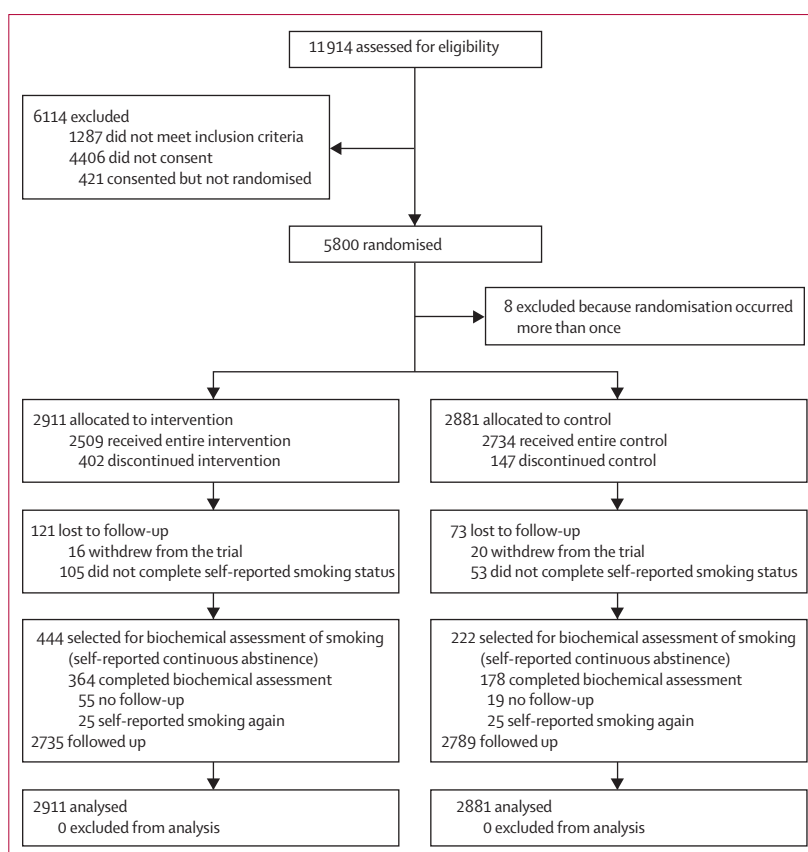 11 914 assessed for eligibility
6114 excluded
1287 did not meet inclusion criteria
4406 did not consent
421 consented but not randomised
5800 randomised
8 excluded because randomisation occurred
more than once
2911 allocated to intervention
2509 received entire intervention
402 discontinued intervention
2881 allocated to control
2734 received entire control
147 discontinued control
121 lost to follow-up
16 withdrew from the trial
105 did not complete self-reported smoking status
73 lost to follow-up
20 withdrew from the trial
53 did not complete self-reported smoking status
444 selected for biochemical assessment of smoking
(self-reported continuous abstinence)
364 completed biochemical assessment
55 no follow-up
25 self-reported smoking again
2735 followed up
222 selected for biochemical assessment of smoking
(self-reported continuous abstinence)
178 completed biochemical assessment
19 no follow-up
25 self-reported smoking again
2789 followed up
2911 analysed
0 excluded from analysis
2881 analysed
0 excluded from analysis